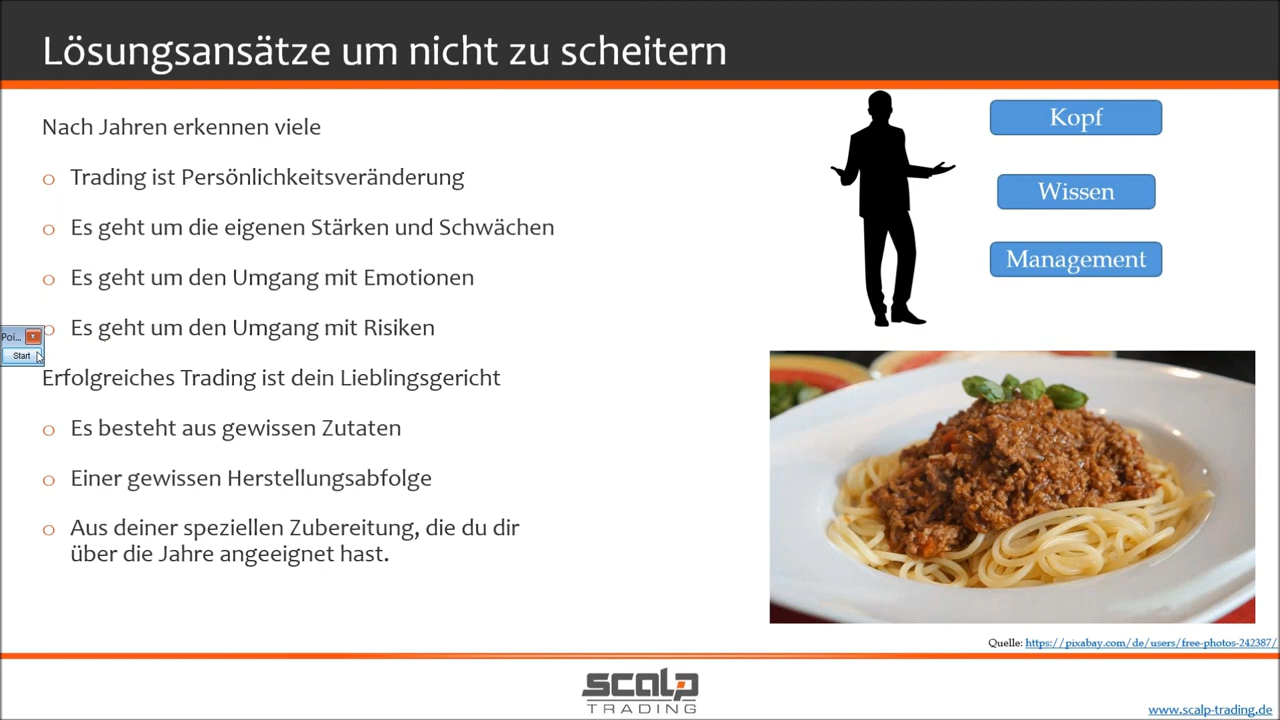 Lösungsansätze um nicht zu scheitern
Nach Jahren erkennen viele
o Trading ist Persönlichkeitsveränderung
o Es geht um die eigenen Stärken und Schwächen
o Es geht um den Umgang mit Emotionen
o Es geht um den Umgang mit Risiken
Erfolgreiches Trading ist dein Lieblingsgericht
o Es besteht aus gewissen Zutaten
o Einer gewissen Herstellungsabfolge
o Aus deiner speziellen Zubereitung, die du dir
über die Jahre angeeignet hast.
Kopf
Wissen
Management
Poi...
x
Start
Quelle: https://pixabay.com/de/users/free-photos-242387/
scalp
TRADING
www.scalp-trading.de